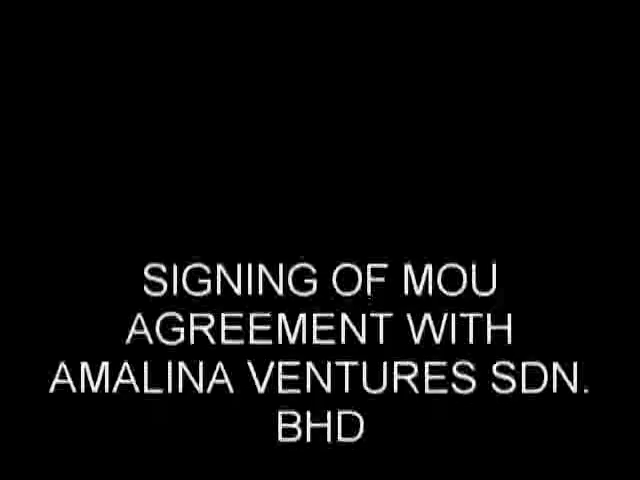 SIGNING OF MOU
AGREEMENT WITH
AMALINA VENTURES SDN.
BHD